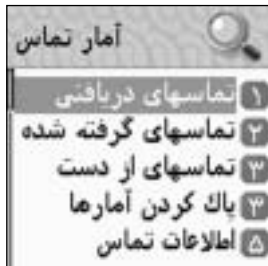 آمار تماس
۱ تماسهای دریافتی
۲ تماسهای گرفته شده
۳ تماسهای از دست
۴ پاك کردن آمارها
۵ اطلاعات تماس